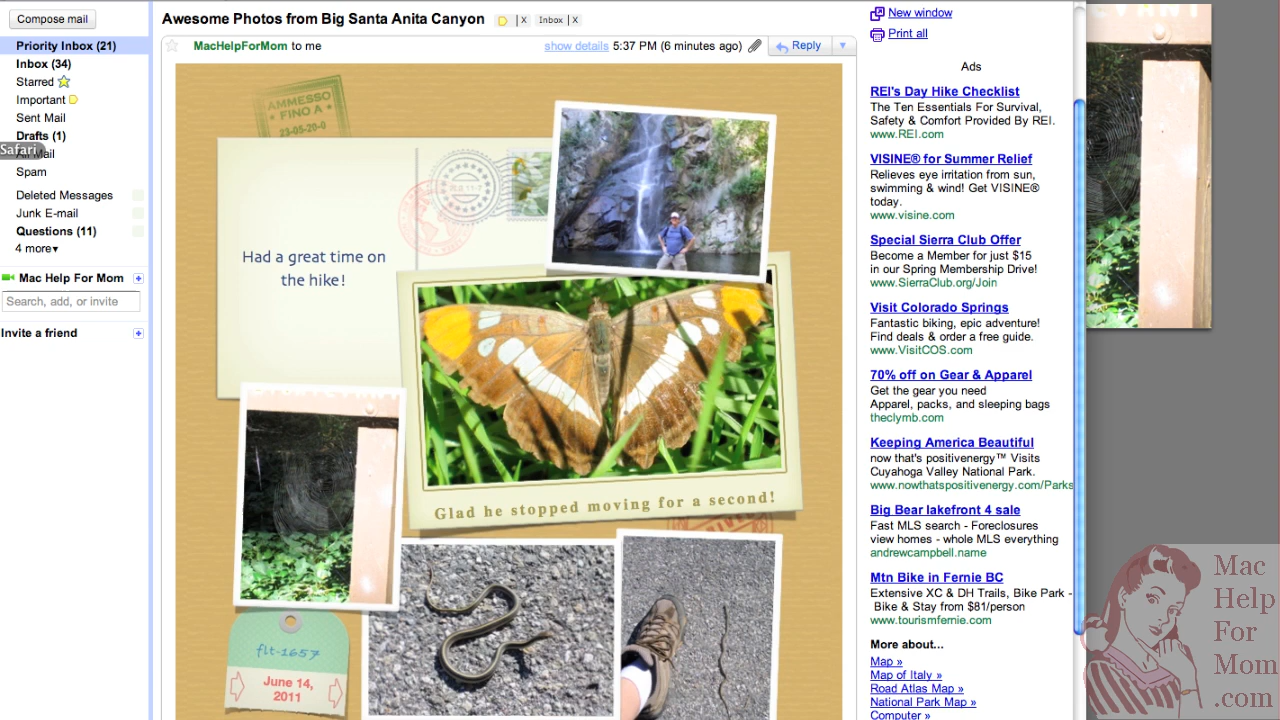 Compose mail
Priority Inbox (21)
Inbox (34)
Starred
Important
Sent Mail
Drafts (1)
Safari
Mail
Spam
Deleted Messages
Junk E-mail
Questions (11)
4 more▾
Mac Help For Mom
Search, add, or invite
Invite a friend
Awesome Photos from Big Santa Anita Canyon
X
Inbox X
MacHelpForMom to me
show details 5:37 PM (6 minutes ago)
Reply
AMMESSO
FINO A
23-05-20-0
Had a great time on
the hike!
Glad he stopped moving for a second!
flt-1657
June 14,
2011
New window
Print all
Ads
REI's Day Hike Checklist
The Ten Essentials For Survival,
Safety & Comfort Provided By REI.
www.REI.com
VISINE® for Summer Relief
Relieves eye irritation from sun,
swimming & wind! Get VISINE®
today.
www.visine.com
Special Sierra Club Offer
Become a Member for just $15
in our Spring Membership Drive!
www.SierraClub.org/Join
Visit Colorado Springs
Fantastic biking, epic adventure!
Find deals & order a free guide.
www.VisitCOS.com
70% off on Gear & Apparel
Get the gear you need
Apparel, packs, and sleeping bags
theclymb.com
Keeping America Beautiful
now that's positivenergy™ Visits
Cuyahoga Valley National Park.
www.nowthatspositivenergy.com/Parks
Big Bear lakefront 4 sale
Fast MLS search - Foreclosures
view homes - whole MLS everything
andrewcampbell.name
Mtn Bike in Fernie BC
Extensive XC & DH Trails, Bike Park -
Bike & Stay from $81/person
www.tourismfernie.com
More about...
Map »
Map of Italy »
Road Atlas Map »
National Park Map »
Computer »
Mac
Help
For
Mom
.com